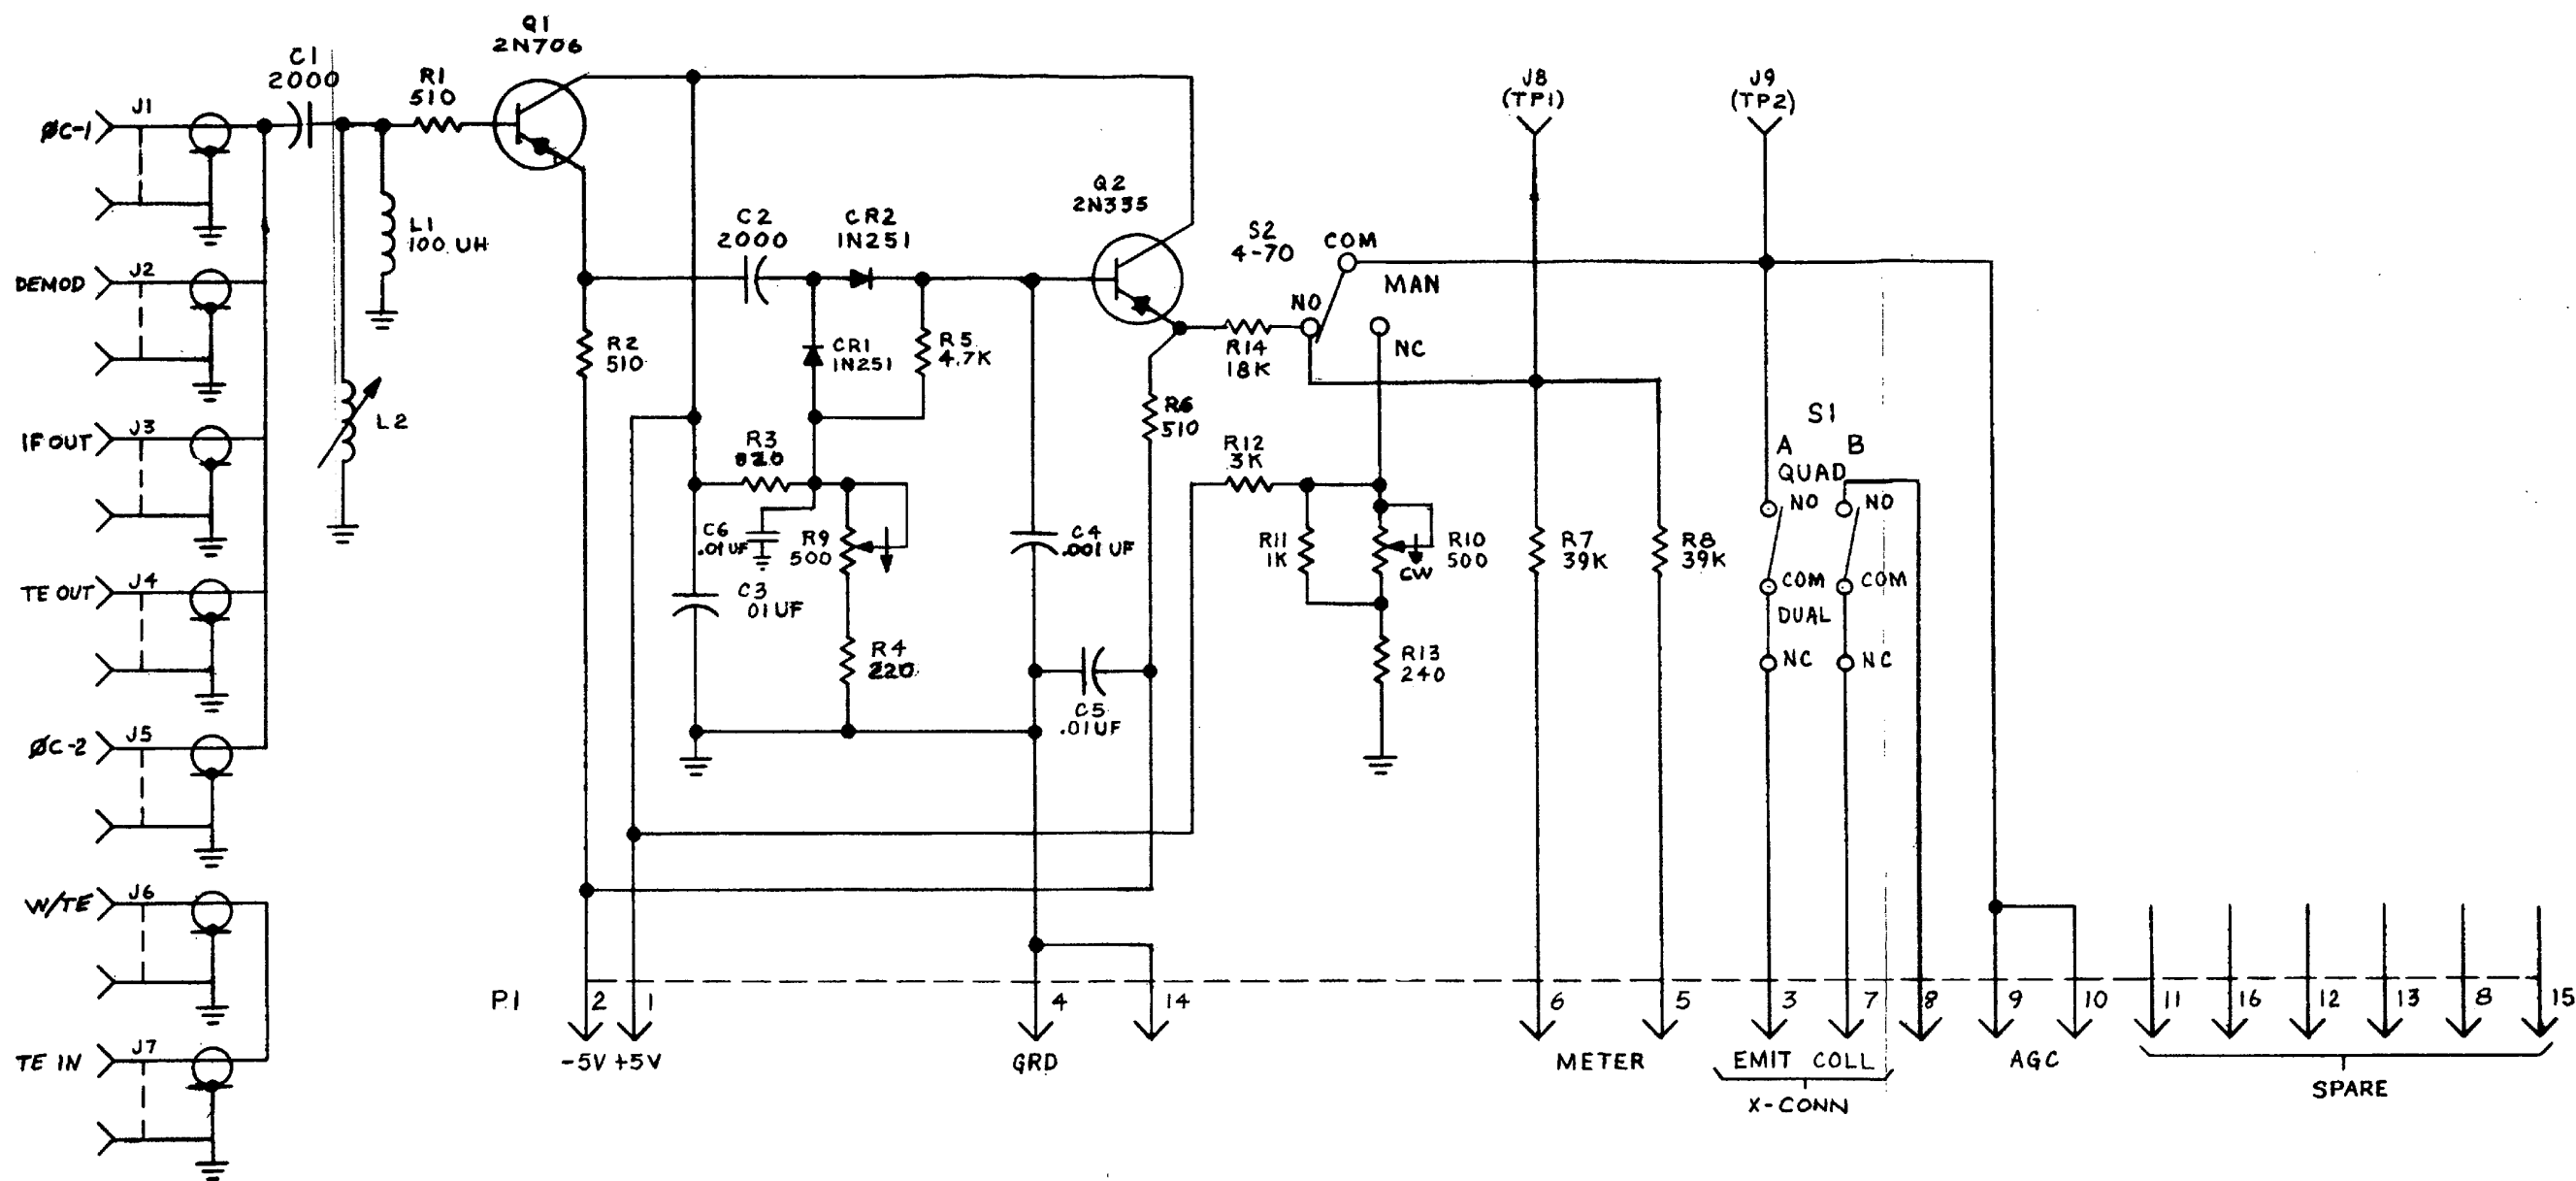 Q1
2N706
C1
2000
R1
510
J8
(TP1)
J9
(TP2)
ØC-1
J1
L1
100 UH
Q2
2N335
C2
2000
CR2
1N251
S2
4-70
COM
MAN
DEMOD
J2
NO
NC
R2
510
CR1
1N251
R5
4.7K
R14
18K
IF OUT
J3
L2
R3
820
R6
510
R12
3K
S1
A B
QUAD
NO
NO
C6
.01UF
R9
500
C4
.001 UF
R11
1K
R10
500
CW
R7
39K
R8
39K
TE OUT
J4
C3
01 UF
COM
COM
DUAL
R4
220
R13
240
NC
NC
C5
.01UF
ØC-2
J5
W/TE
J6
P1
2
1
4
14
6
5
3
7
8
9
10
11
16
12
13
8
15
TE IN
J7
-5V +5V
GRD
METER
EMIT COLL
AGC
SPARE
X-CONN